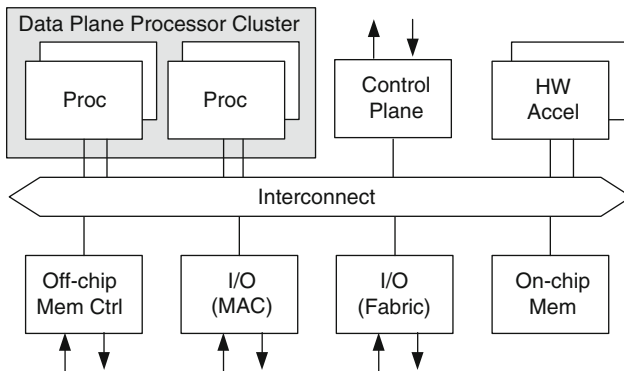 Data Plane Processor Cluster
Proc
Proc
Control
Plane
HW
Accel
Interconnect
Off-chip
Mem Ctrl
I/O
(MAC)
I/O
(Fabric)
On-chip
Mem